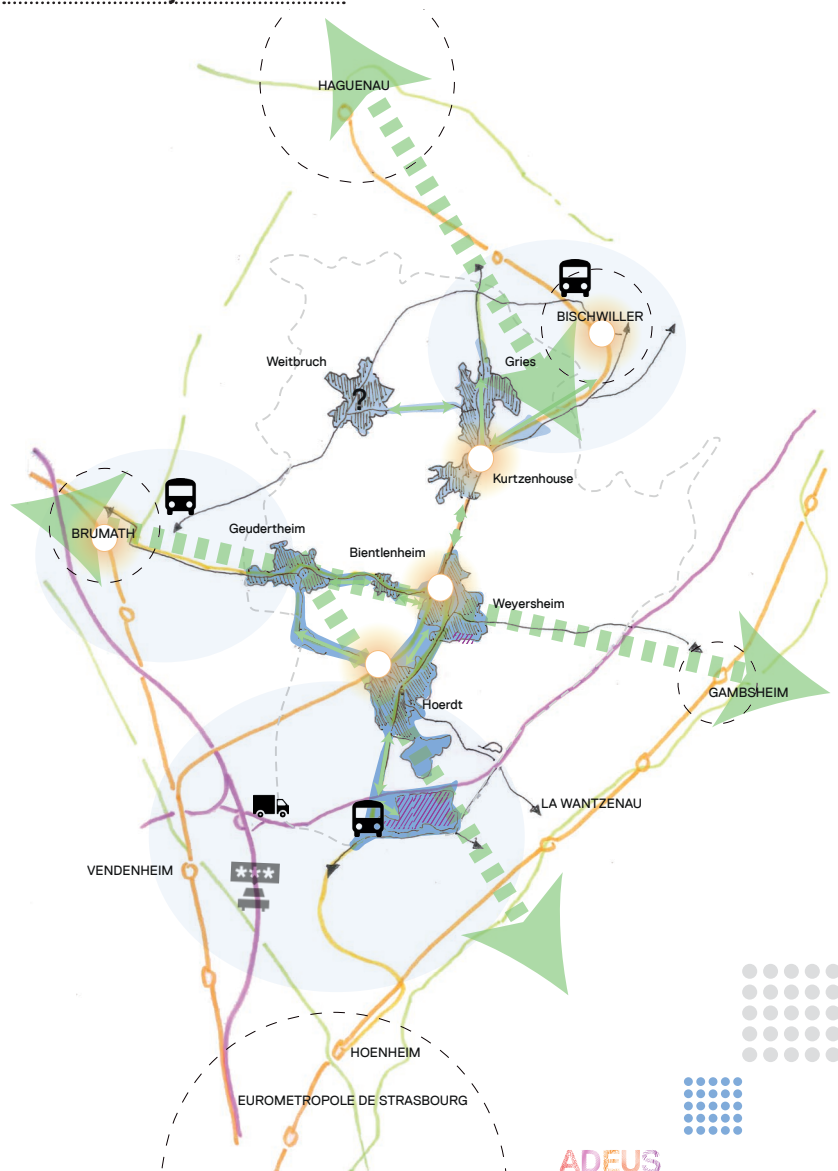 HAGUENAU
BISCHWILLER
Weitbruch
Gries
?
Kurtzenhouse
BRUMATH
Geudertheim
Bientlenheim
Weyersheim
GAMBSHEIM
Hoerdt
LA WANTZENAU
VENDENHEIM
***
HOENHEIM
EUROMETROPOLE DE STRASBOURG
ADEUS